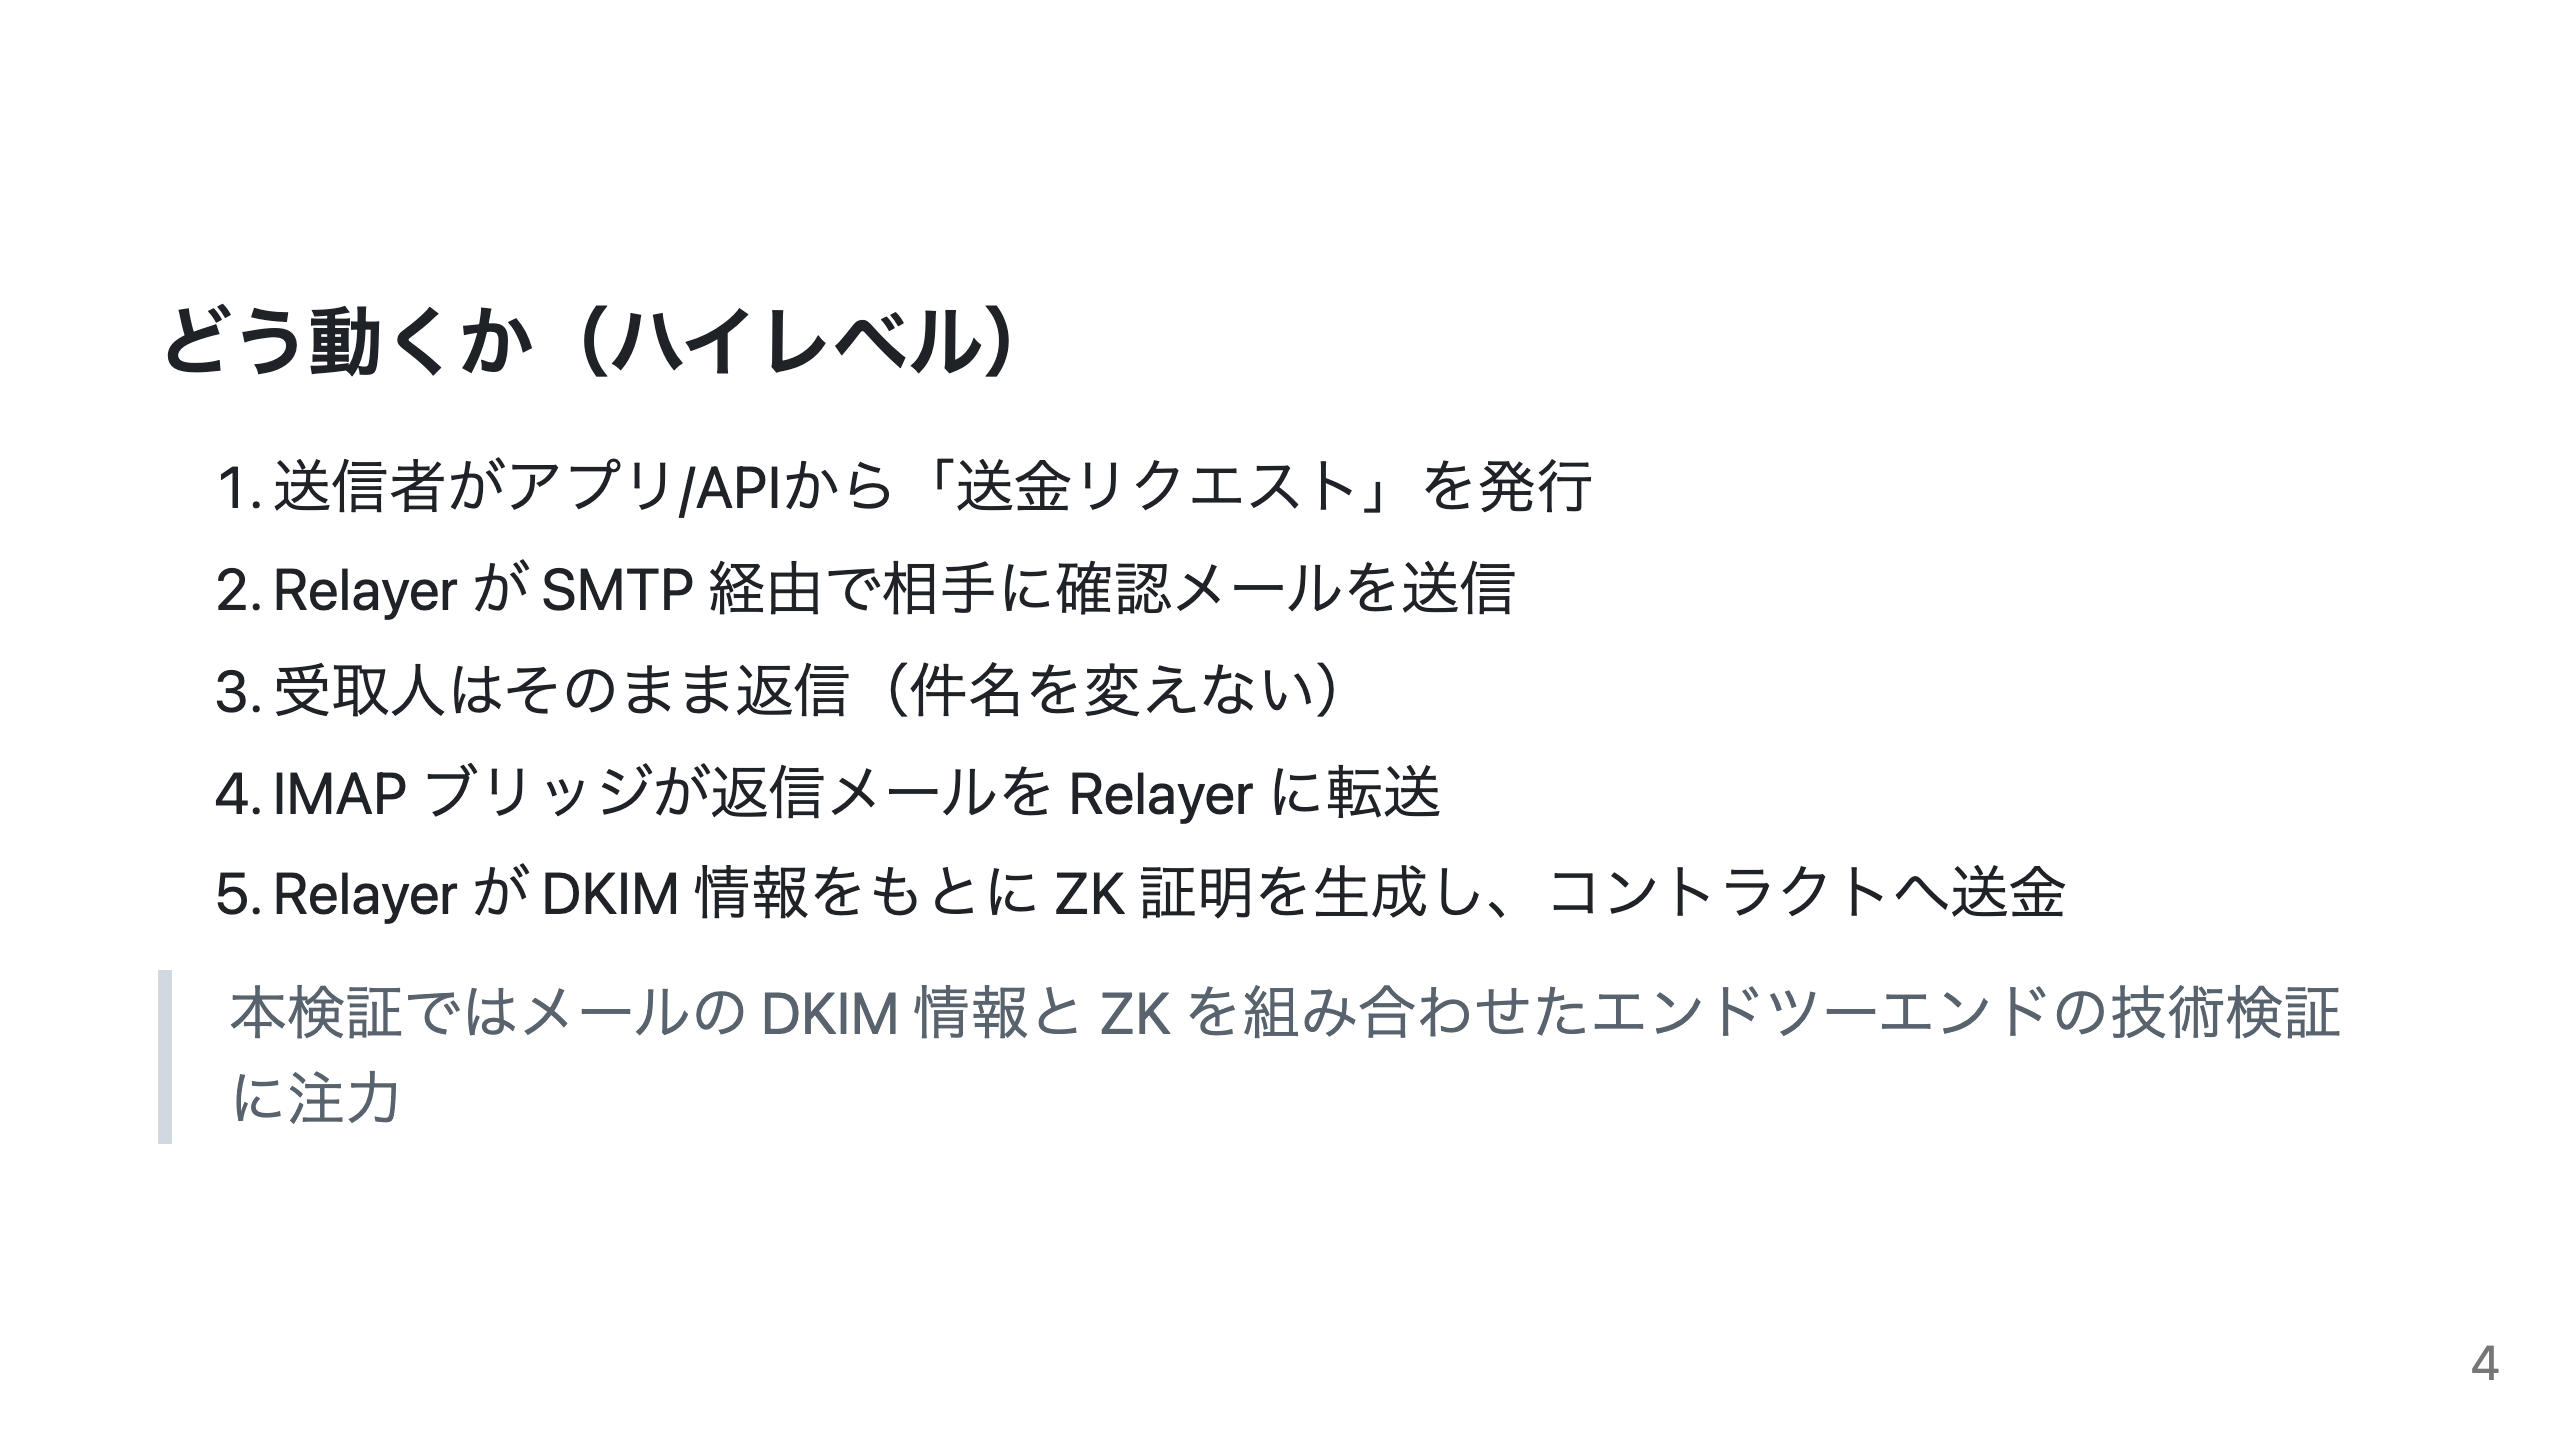 どう動くか（ハイレベル）
1. 送信者がアプリ/APIから「送金リクエスト」を発行
2. Relayer が SMTP 経由で相手に確認メールを送信
3. 受取人はそのまま返信（件名を変えない）
4. IMAP ブリッジが返信メールを Relayer に転送
5. Relayer が DKIM 情報をもとに ZK 証明を生成し、コントラクトへ送金
本検証ではメールの DKIM 情報と ZK を組み合わせたエンドツーエンドの技術検証
に注力
4